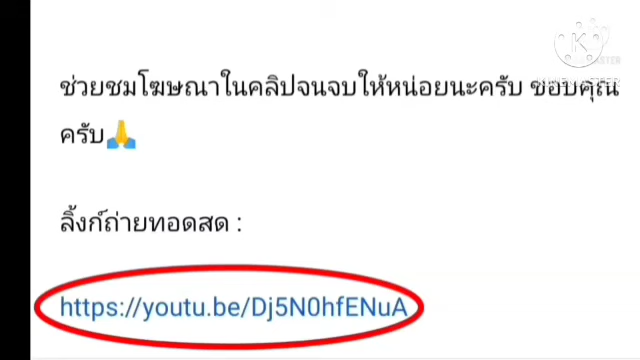 ช่วยชมโฆษณาในคลิปจนจบให้หน่อยนะครับ ขอบคุณ
ครับ🙏
ลิ้งก์ถ่ายทอดสด :
https://youtu.be/Dj5N0hfENuA
K
KINEMASTER